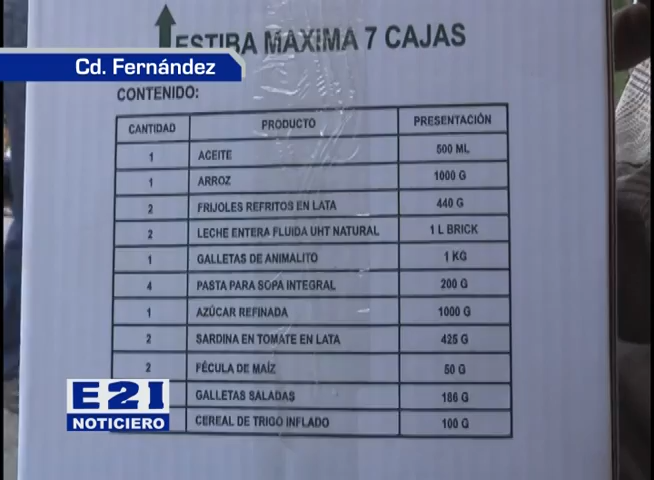 ESTIBA MAXIMA 7 CAJAS
Cd. Fernández
CONTENIDO:
CANTIDAD PRODUCTO PRESENTACIÓN
1 ACEITE 500 ML
1 ARROZ 1000 G
2 FRIJOLES REFRITOS EN LATA 440 G
2 LECHE ENTERA FLUIDA UHT NATURAL 1 L BRICK
1 GALLETAS DE ANIMALITO 1 KG
4 PASTA PARA SOPA INTEGRAL 200 G
1 AZÚCAR REFINADA 1000 G
2 SARDINA EN TOMATE EN LATA 425 G
2 FÉCULA DE MAÍZ 50 G
GALLETAS SALADAS 186 G
CEREAL DE TRIGO INFLADO 100 G
E21
NOTICIERO